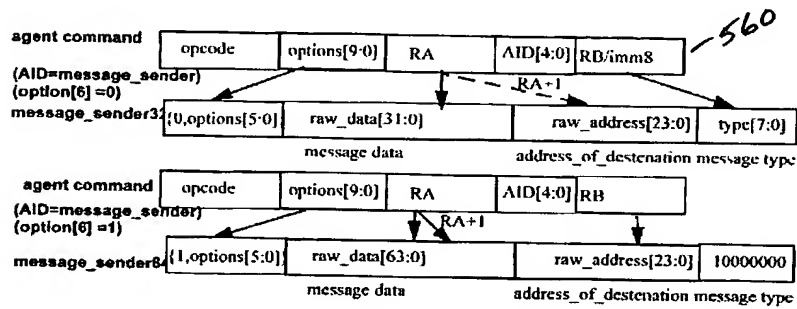 560
agent command opcode options[9:0] RA AID[4:0] RB/imm8
(AID=message_sender) RA+1
(option[6] =0)
message_sender32 {0,options[5:0]} raw_data[31:0] raw_address[23:0] type[7:0]
message data address_of_destenation message type
agent command opcode options[9:0] RA AID[4:0] RB
(AID=message_sender) RA+1
(option[6] =1)
message_sender64 {1,options[5:0]} raw_data[63:0] raw_address[23:0] 10000000
message data address_of_destenation message type